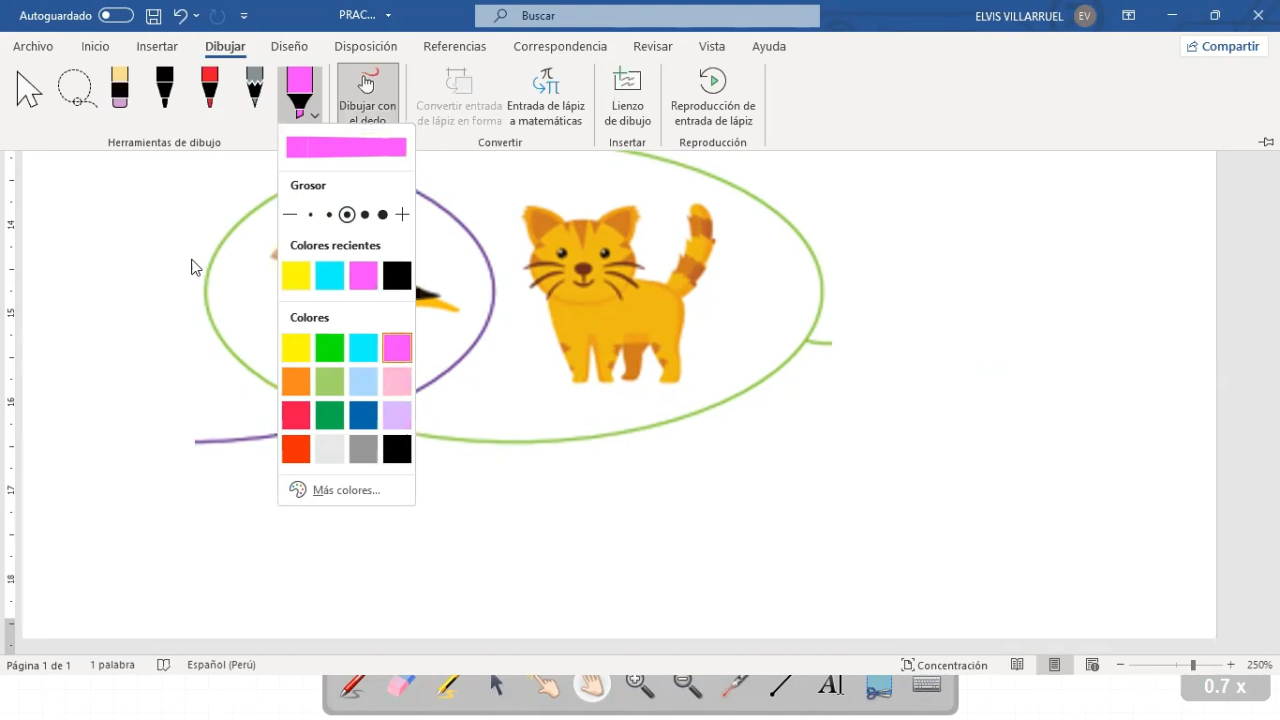 Autoguardado
PRAC...
Buscar
ELVIS VILLARRUEL
EV
Archivo
Inicio
Insertar
Dibujar
Diseño
Disposición
Referencias
Correspondencia
Revisar
Vista
Ayuda
Compartir
Dibujar con
el dedo
Convertir entrada
de lápiz en forma
Entrada de lápiz
a matemáticas
Lienzo
de dibujo
Reproducción de
entrada de lápiz
Herramientas de dibujo
Convertir
Insertar
Reproducción
Grosor
Colores recientes
Colores
Más colores...
14
15
16
17
18
Página 1 de 1
1 palabra
Español (Perú)
Concentración
250%
0.7 x